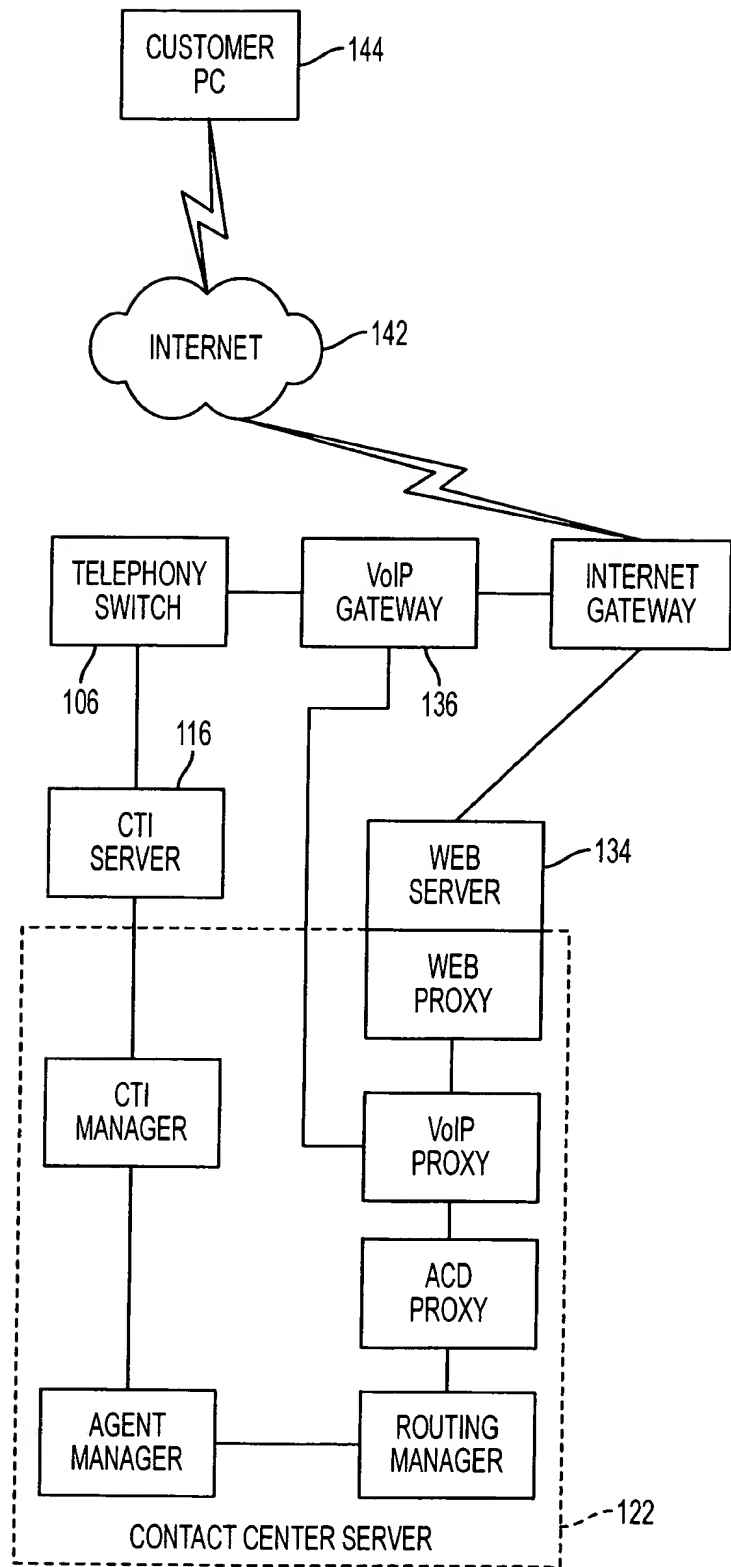 CUSTOMER
PC
144
INTERNET
142
TELEPHONY
SWITCH
VoIP
GATEWAY
INTERNET
GATEWAY
106
136
116
CTI
SERVER
WEB
SERVER
134
WEB
PROXY
CTI
MANAGER
VoIP
PROXY
ACD
PROXY
AGENT
MANAGER
ROUTING
MANAGER
CONTACT CENTER SERVER
122